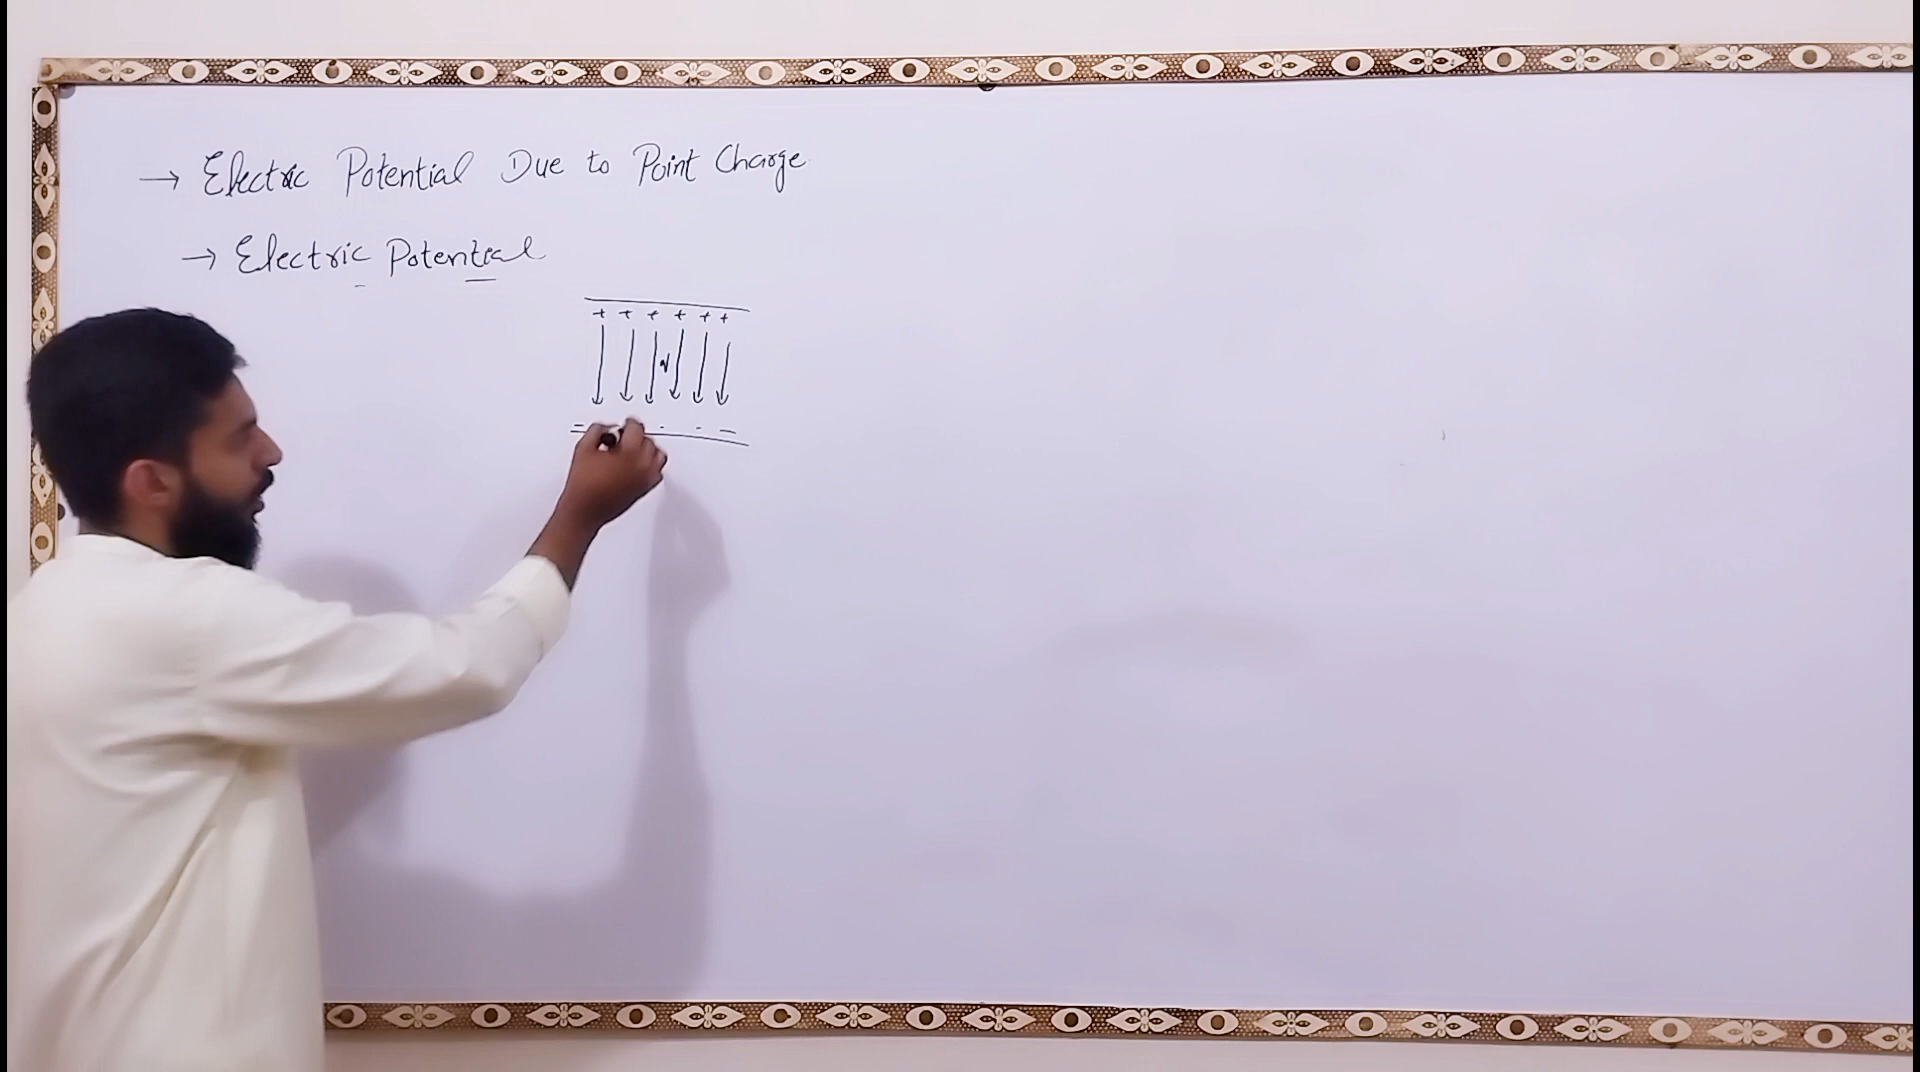 → Electric Potential Due to Point Charge
→ Electric Potential
+ + + + + +